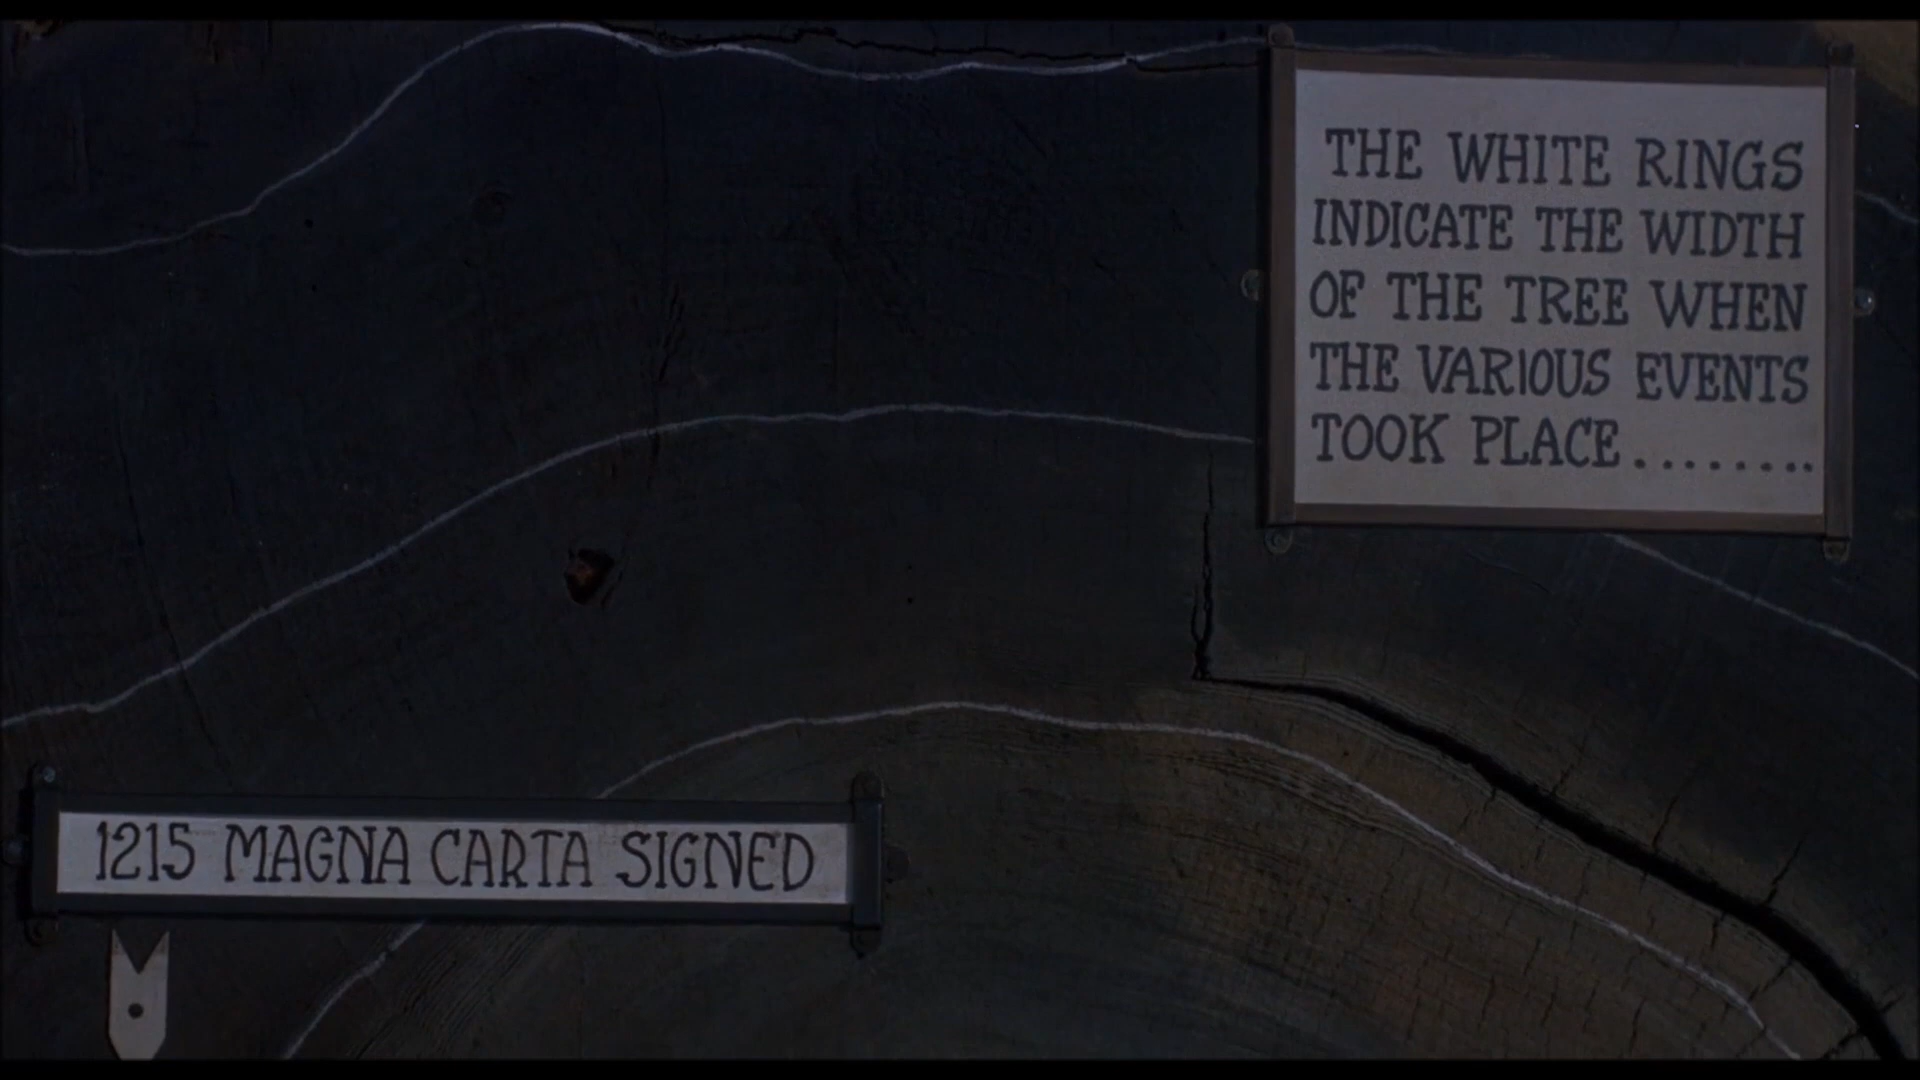 THE WHITE RINGS
INDICATE THE WIDTH
OF THE TREE WHEN
THE VARIOUS EVENTS
TOOK PLACE........
1215 MAGNA CARTA SIGNED